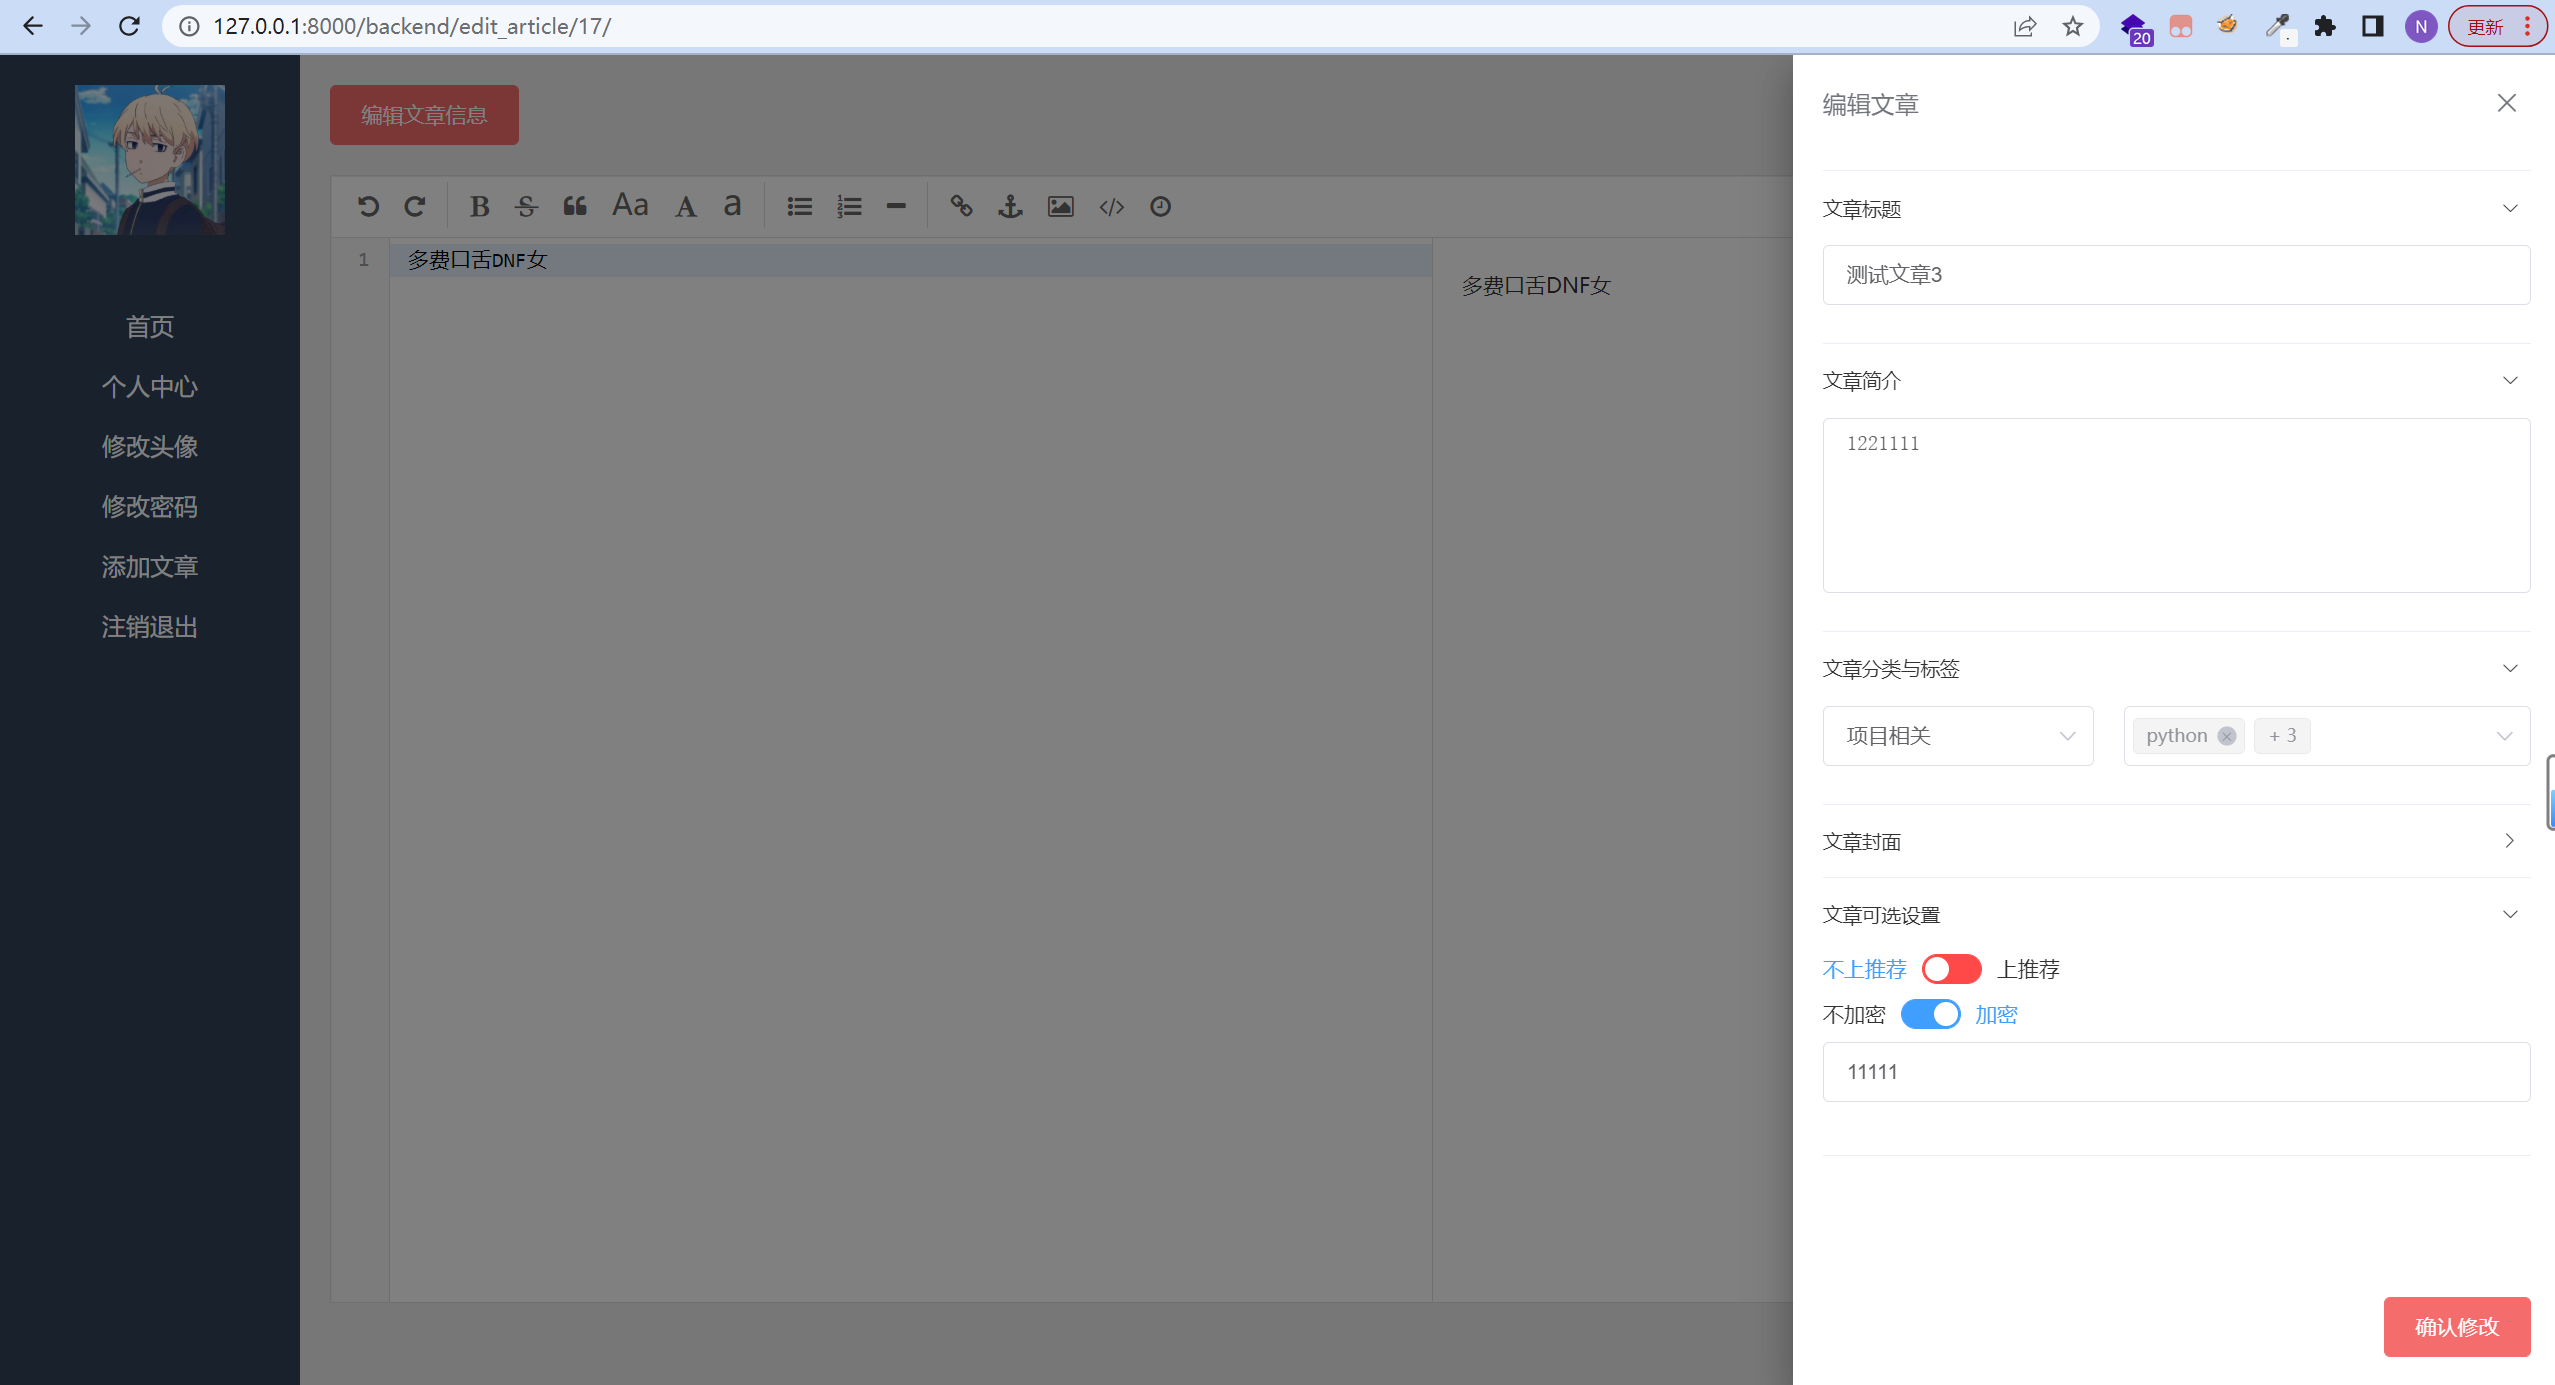 127.0.0.1:8000/backend/edit_article/17/
20
N
更新
首页
个人中心
修改头像
修改密码
添加文章
注销退出
编辑文章信息
B S Aa A a
1
多费口舌DNF女
多费口舌DNF女
编辑文章
文章标题
测试文章3
文章简介
1221111
文章分类与标签
项目相关
python
+ 3
文章封面
文章可选设置
不上推荐 上推荐
不加密 加密
11111
确认修改